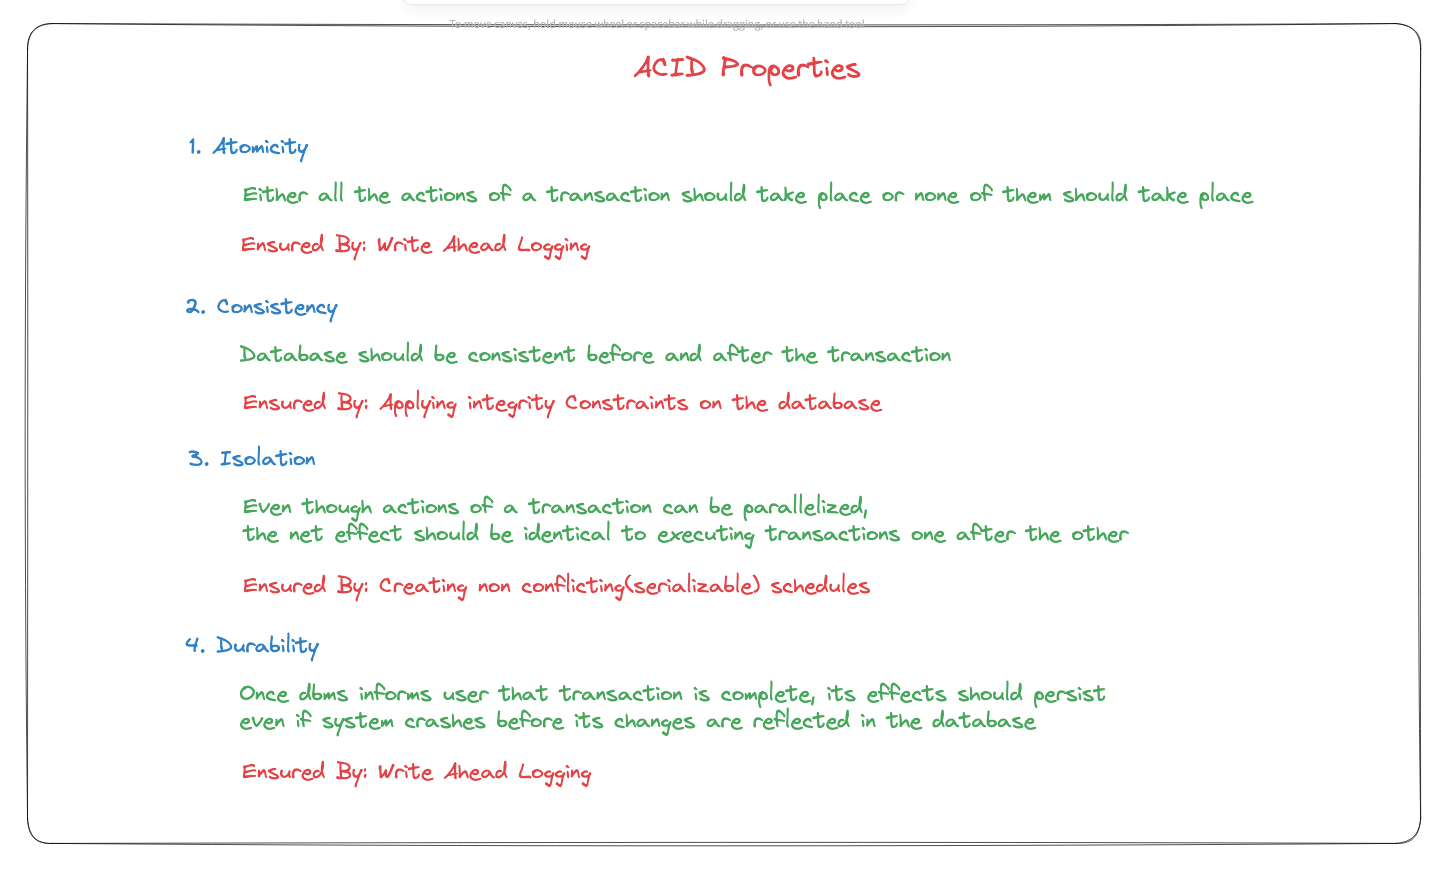 To move canvas, hold mouse wheel or spacebar while dragging, or use the hand tool
ACID Properties
1. Atomicity
Either all the actions of a transaction should take place or none of them should take place
Ensured By: Write Ahead Logging
2. Consistency
Database should be consistent before and after the transaction
Ensured By: Applying integrity Constraints on the database
3. Isolation
Even though actions of a transaction can be parallelized,
the net effect should be identical to executing transactions one after the other
Ensured By: Creating non conflicting(serializable) schedules
4. Durability
Once dbms informs user that transaction is complete, its effects should persist
even if system crashes before its changes are reflected in the database
Ensured By: Write Ahead Logging